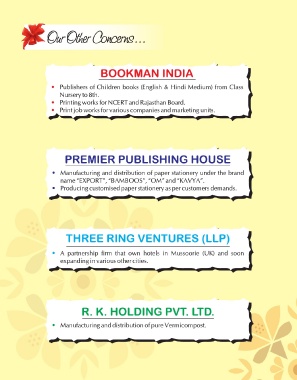 Our Other Concerns...
BOOKMAN INDIA
• Publishers of Children books (English & Hindi Medium) from Class
Nursery to 8th.
• Printing works for NCERT and Rajasthan Board.
• Print job works for various companies and marketing units.
PREMIER PUBLISHING HOUSE
• Manufacturing and distribution of paper stationery under the brand
name "EXPORT", "BAMBOOS", "OM" and "KAVYA".
• Producing customised paper stationery as per customers demands.
THREE RING VENTURES (LLP)
• A partnership firm that own hotels in Mussoorie (UK) and soon
expanding in various other cities.
R. K. HOLDING PVT. LTD.
• Manufacturing and distribution of pure Vermicompost.